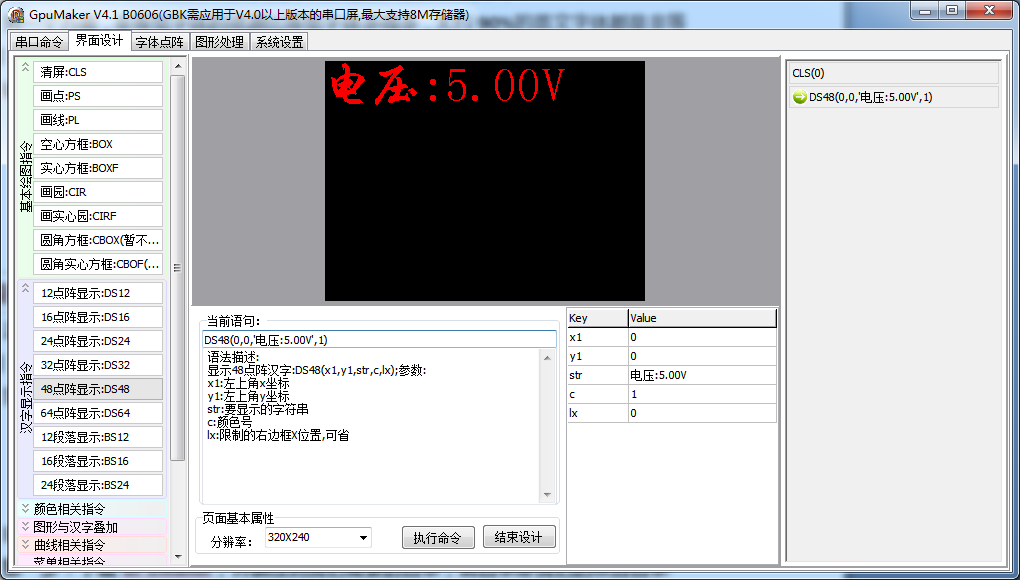 GpuMaker V4.1 B0606(GBK需应用于V4.0以上版本的串口屏,最大支持8M存储器)
串口命令 界面设计 字体点阵 图形处理 系统设置
基本绘图指令
清屏:CLS
画点:PS
画线:PL
空心方框:BOX
实心方框:BOXF
画园:CIR
画实心园:CIRF
圆角方框:CBOX(暂不...
圆角实心方框:CBOF(...
汉字显示指令
12点阵显示:DS12
16点阵显示:DS16
24点阵显示:DS24
32点阵显示:DS32
48点阵显示:DS48
64点阵显示:DS64
12段落显示:BS12
16段落显示:BS16
24段落显示:BS24
颜色相关指令
图形与汉字叠加
曲线相关指令
菜单相关指令
电压:5.00V
当前语句:
DS48(0,0,'电压:5.00V',1)
语法描述:
显示48点阵汉字:DS48(x1,y1,str,c,lx);参数:
x1:左上角x坐标
y1:左上角y坐标
str:要显示的字符串
c:颜色号
lx:限制的右边框X位置,可省
页面基本属性
分辨率: 320X240 执行命令 结束设计
Key Value
x1 0
y1 0
str 电压:5.00V
c 1
lx 0
CLS(0)
DS48(0,0,'电压:5.00V',1)